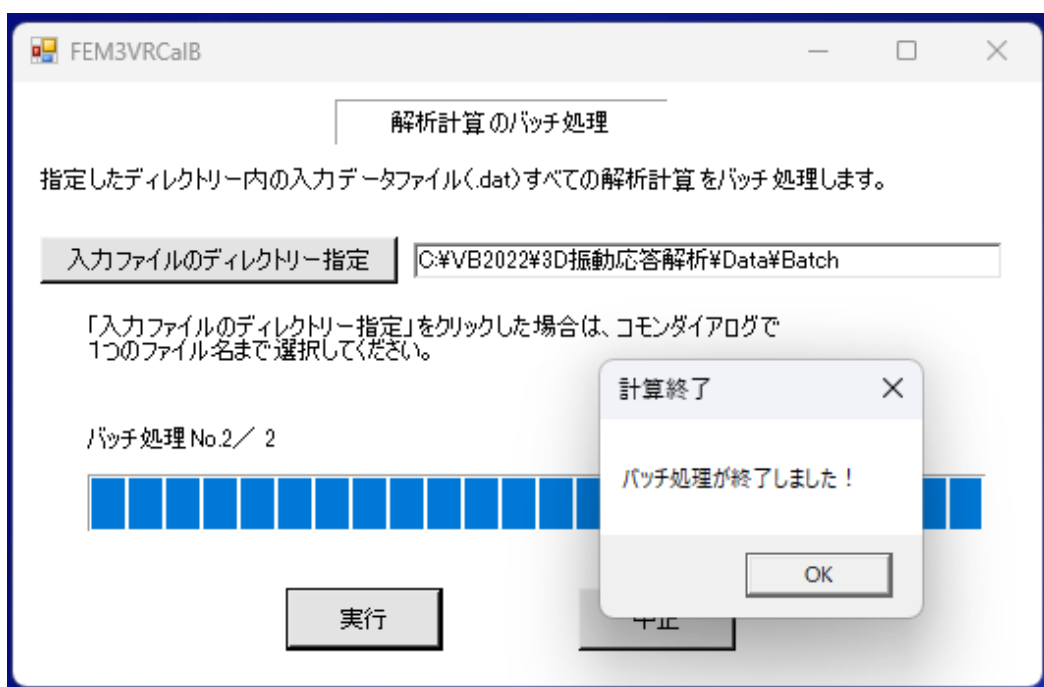 FEM3VRCalB
解析計算のバッチ処理
指定したディレクトリー内の入力データファイル(.dat)すべての解析計算をバッチ処理します。
入力ファイルのディレクトリー指定
C:¥VB2022¥3D振動応答解析¥Data¥Batch
「入力ファイルのディレクトリー指定」をクリックした場合は、コモンダイアログで
1つのファイル名まで選択してください。
計算終了
バッチ処理No.2／ 2
バッチ処理が終了しました！
OK
実行
中止